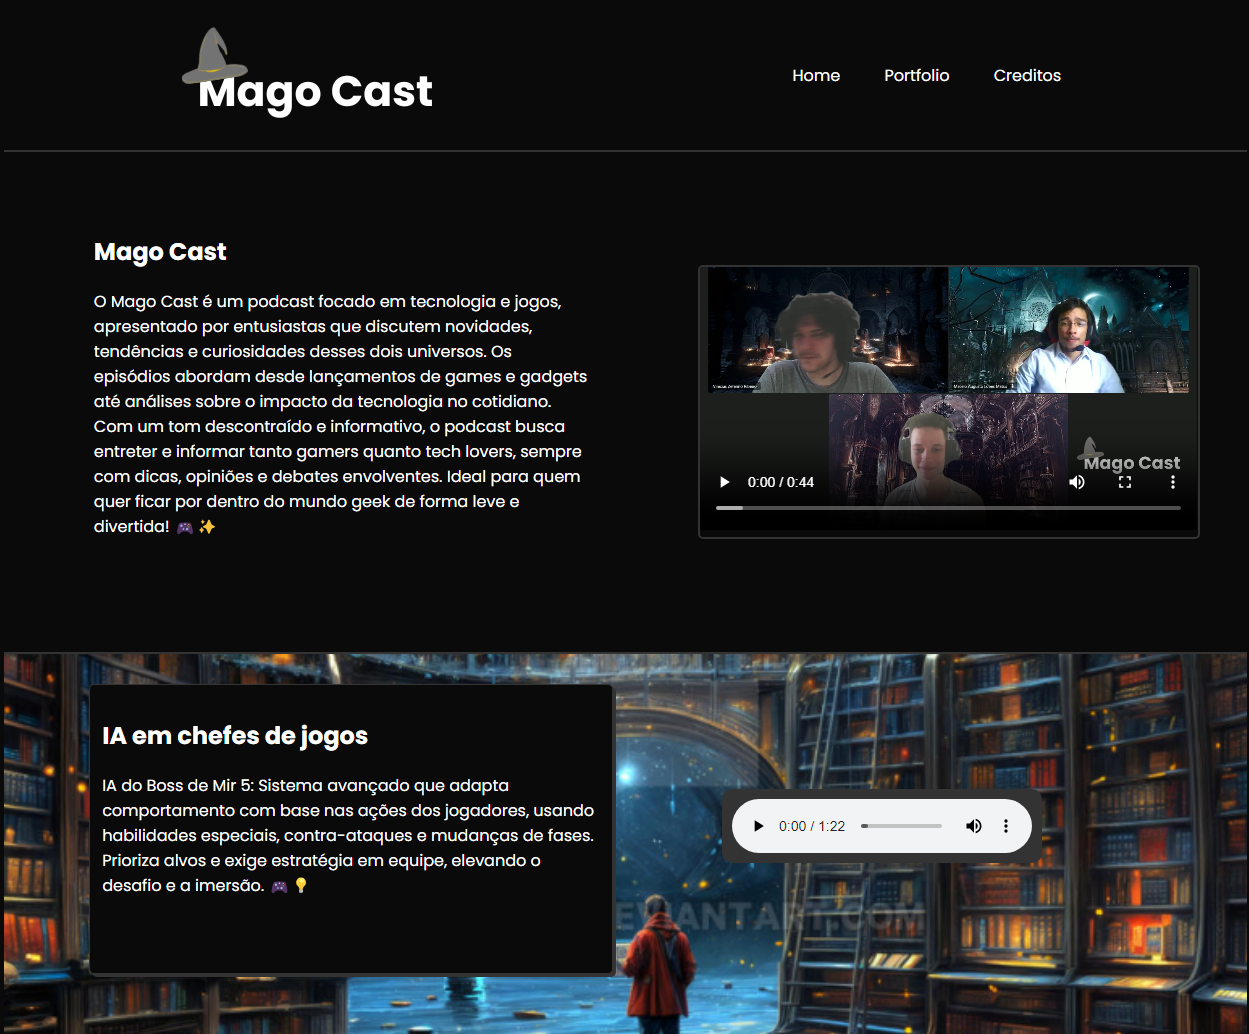 Mago Cast
Home
Portfolio
Creditos
Mago Cast
O Mago Cast é um podcast focado em tecnologia e jogos,
apresentado por entusiastas que discutem novidades,
tendências e curiosidades desses dois universos. Os
episódios abordam desde lançamentos de games e gadgets
até análises sobre o impacto da tecnologia no cotidiano.
Com um tom descontraído e informativo, o podcast busca
entreter e informar tanto gamers quanto tech lovers, sempre
com dicas, opiniões e debates envolventes. Ideal para quem
quer ficar por dentro do mundo geek de forma leve e
divertida! 🎮 ✨
Mago Cast
0:00 / 0:44
IA em chefes de jogos
IA do Boss de Mir 5: Sistema avançado que adapta
comportamento com base nas ações dos jogadores, usando
habilidades especiais, contra-ataques e mudanças de fases.
Prioriza alvos e exige estratégia em equipe, elevando o
desafio e a imersão. 🎮 💡
0:00 / 1:22
EVIANTART.COM